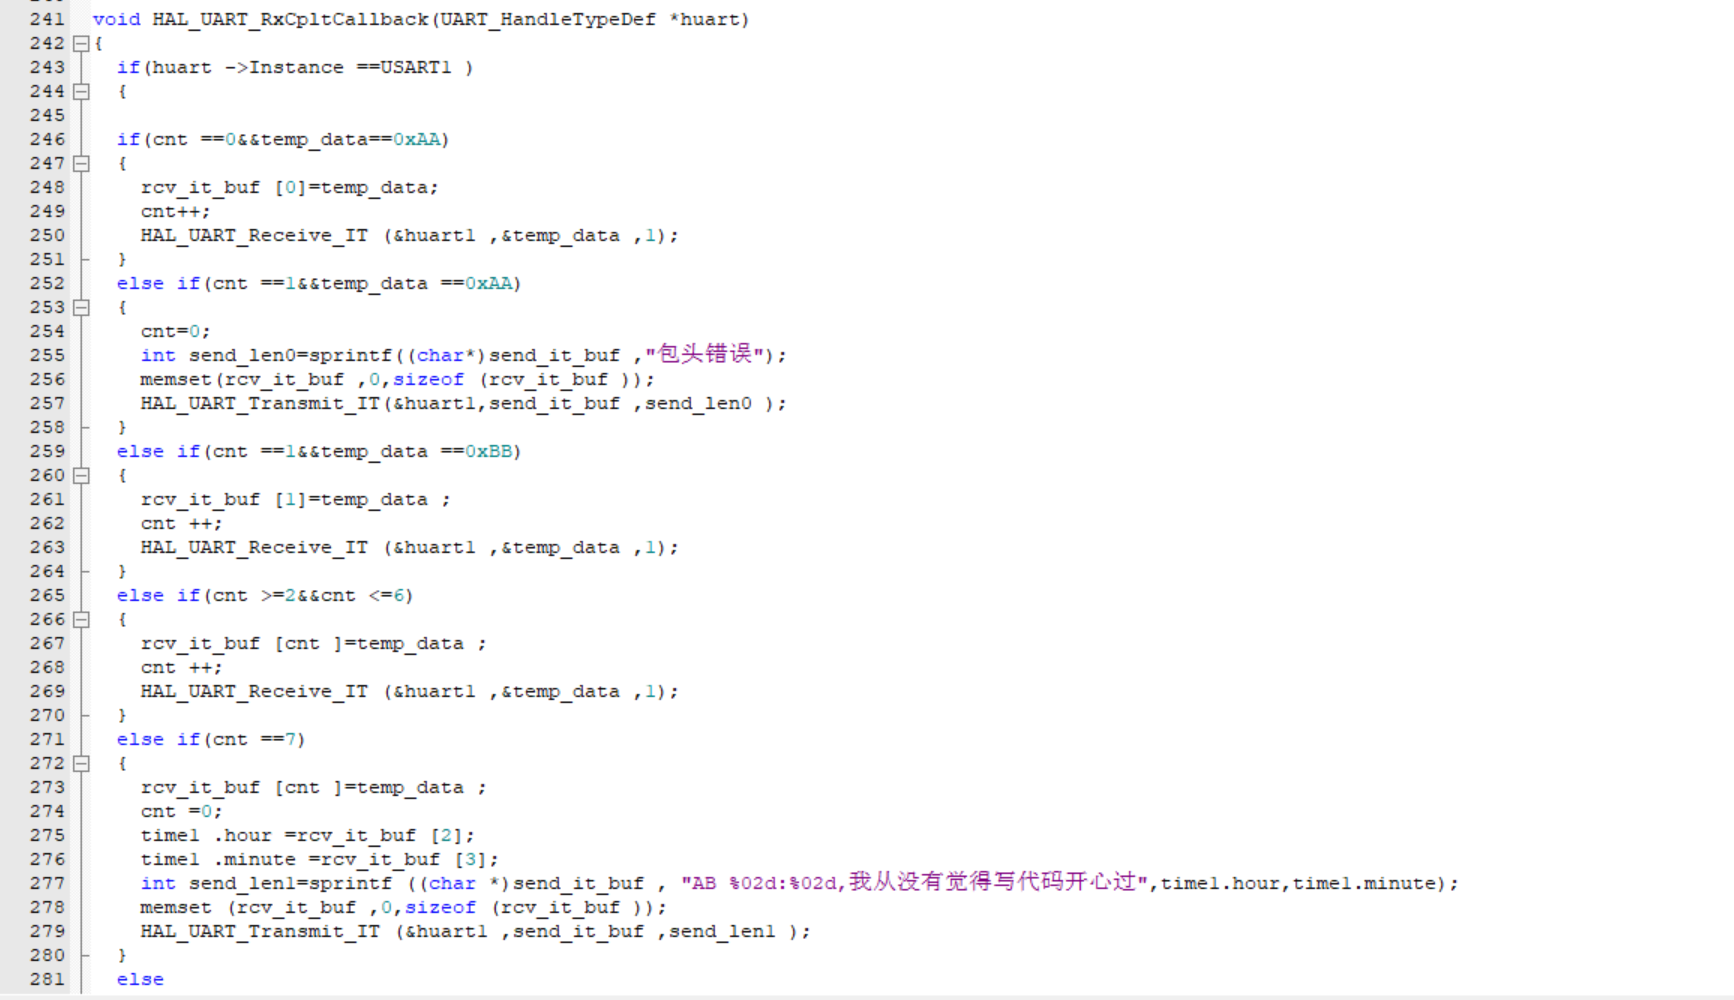 241 void HAL_UART_RxCpltCallback(UART_HandleTypeDef *huart)
242 {
243 if(huart ->Instance ==USART1 )
244 {
245
246 if(cnt ==0&&temp_data==0xAA)
247 {
248 rcv_it_buf [0]=temp_data;
249 cnt++;
250 HAL_UART_Receive_IT (&huart1 ,&temp_data ,1);
251 }
252 else if(cnt ==1&&temp_data ==0xAA)
253 {
254 cnt=0;
255 int send_len0=sprintf((char*)send_it_buf ,"包头错误");
256 memset(rcv_it_buf ,0,sizeof (rcv_it_buf ));
257 HAL_UART_Transmit_IT(&huart1,send_it_buf ,send_len0 );
258 }
259 else if(cnt ==1&&temp_data ==0xBB)
260 {
261 rcv_it_buf [1]=temp_data ;
262 cnt ++;
263 HAL_UART_Receive_IT (&huart1 ,&temp_data ,1);
264 }
265 else if(cnt >=2&&cnt <=6)
266 {
267 rcv_it_buf [cnt ]=temp_data ;
268 cnt ++;
269 HAL_UART_Receive_IT (&huart1 ,&temp_data ,1);
270 }
271 else if(cnt ==7)
272 {
273 rcv_it_buf [cnt ]=temp_data ;
274 cnt =0;
275 time1 .hour =rcv_it_buf [2];
276 time1 .minute =rcv_it_buf [3];
277 int send_len1=sprintf ((char *)send_it_buf , "AB %02d:%02d,我从没有觉得写代码开心过",time1.hour,time1.minute);
278 memset (rcv_it_buf ,0,sizeof (rcv_it_buf ));
279 HAL_UART_Transmit_IT (&huart1 ,send_it_buf ,send_len1 );
280 }
281 else